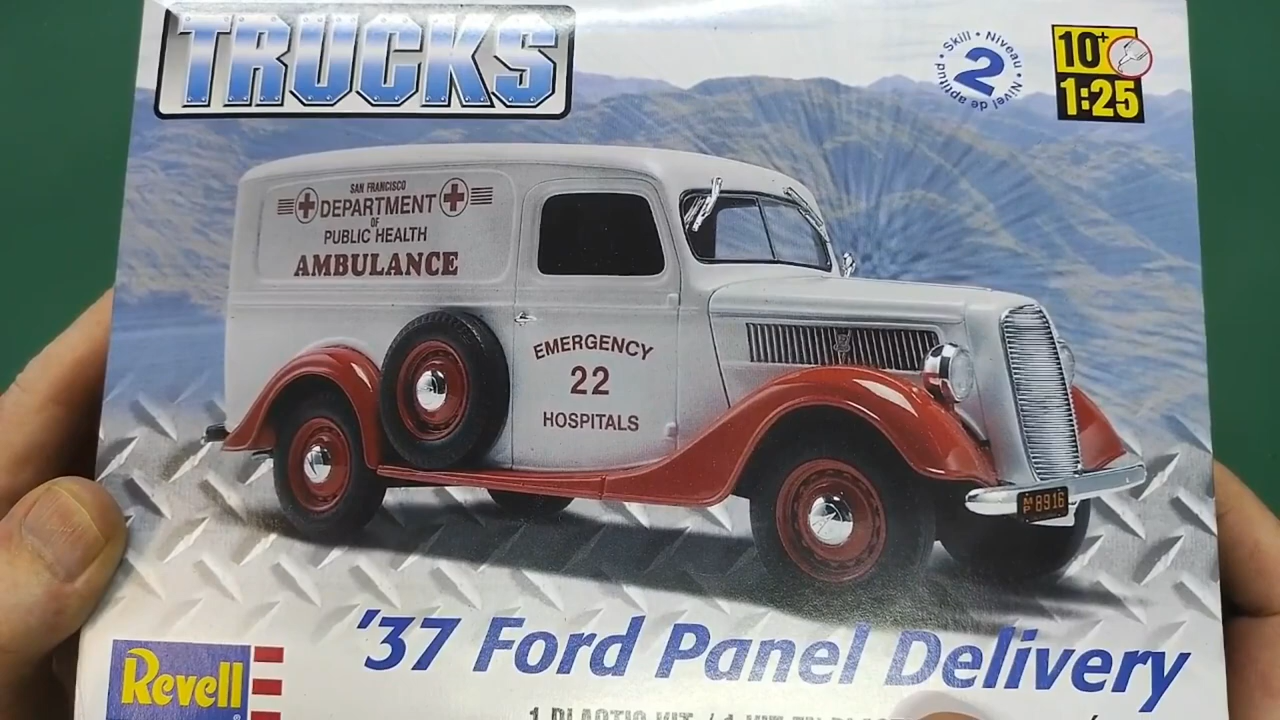 TRUCKS
Skill • Niveau • Nivel de aptitud •
2
10+
1:25
SAN FRANCISCO
DEPARTMENT
OF
PUBLIC HEALTH
AMBULANCE
EMERGENCY
22
HOSPITALS
MP 8916
'37 Ford Panel Delivery
Revell
®